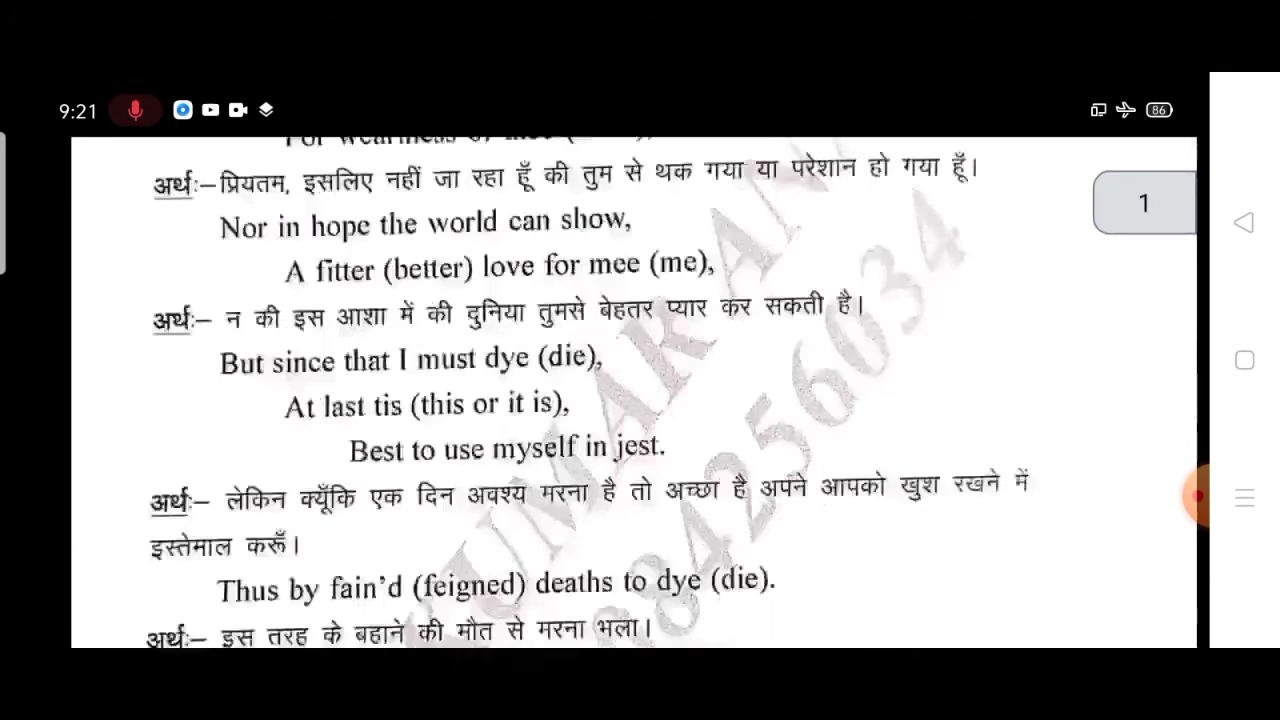 9:21
86
अर्थः– प्रियतम, इसलिए नहीं जा रहा हूँ की तुम से थक गया या परेशान हो गया हूँ।
1
Nor in hope the world can show,
A fitter (better) love for mee (me),
अर्थः– न की इस आशा में की दुनिया तुमसे बेहतर प्यार कर सकती है।
But since that I must dye (die),
At last tis (this or it is),
Best to use myself in jest.
अर्थः– लेकिन क्यूँकि एक दिन अवश्य मरना है तो अच्छा है अपने आपको खुश रखने में
इस्तेमाल करूँ।
Thus by fain'd (feigned) deaths to dye (die).
अर्थः– इस तरह के बहाने की मौत से मरना भला।
KUMAR
9842256034